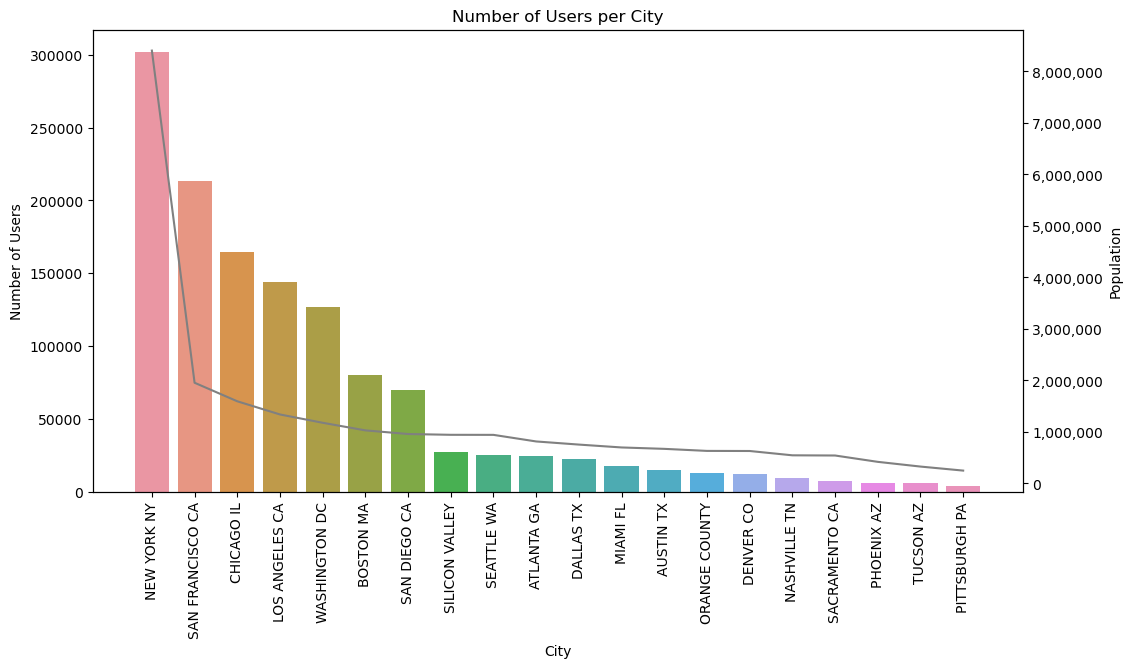 Number of Users per City
Number of Users
300000
250000
200000
150000
100000
50000
0
8,000,000
7,000,000
6,000,000
5,000,000
4,000,000
3,000,000
2,000,000
1,000,000
0
Population
NEW YORK NY
SAN FRANCISCO CA
CHICAGO IL
LOS ANGELES CA
WASHINGTON DC
BOSTON MA
SAN DIEGO CA
SILICON VALLEY
SEATTLE WA
ATLANTA GA
DALLAS TX
MIAMI FL
AUSTIN TX
ORANGE COUNTY
DENVER CO
NASHVILLE TN
SACRAMENTO CA
PHOENIX AZ
TUCSON AZ
PITTSBURGH PA
City